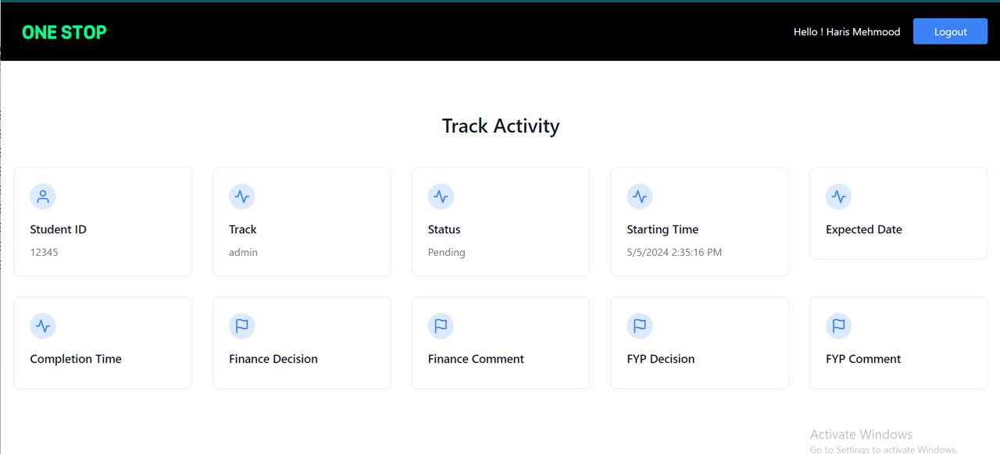 ONE STOP
Hello ! Haris Mehmood
Logout
Track Activity
Student ID
12345
Track
admin
Status
Pending
Starting Time
5/5/2024 2:35:16 PM
Expected Date
Completion Time
Finance Decision
Finance Comment
FYP Decision
FYP Comment
Activate Windows
Go to Settings to activate Windows.